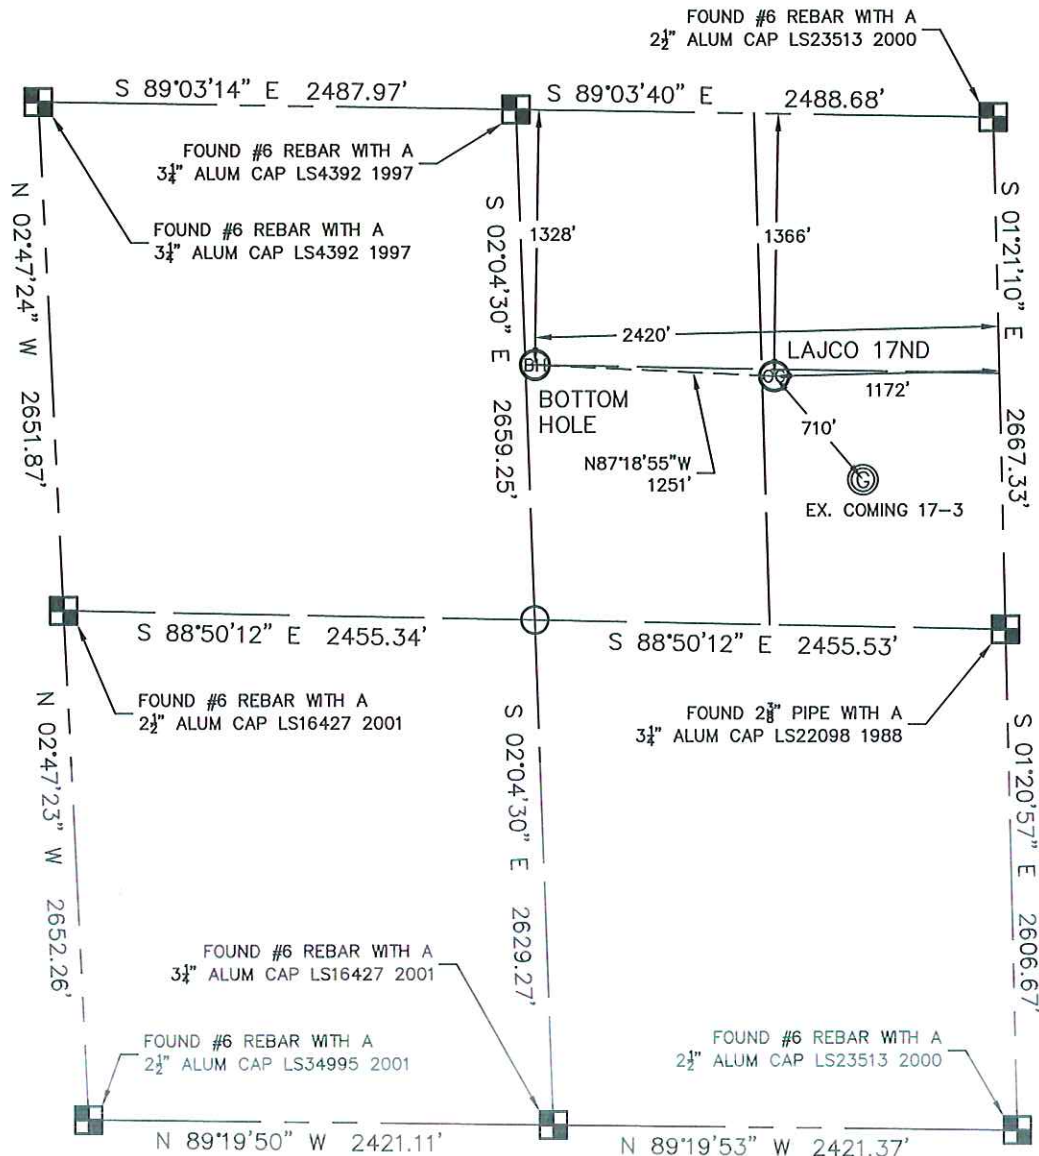 FOUND #6 REBAR WITH A
2½" ALUM CAP LS23513 2000
S 89°03'14" E 2487.97'
S 89°03'40" E 2488.68'
FOUND #6 REBAR WITH A
3¼" ALUM CAP LS4392 1997
FOUND #6 REBAR WITH A
3¼" ALUM CAP LS4392 1997
N 02°47'24" W 2651.87'
S 02°04'30" E 2659.25'
1328'
1366'
S 01°21'10" E 2667.33'
2420'
LAJCO 17ND
BH
OG
1172'
BOTTOM
HOLE
710'
N87°18'55"W
1251'
G
EX. COMING 17-3
S 88°50'12" E 2455.34'
S 88°50'12" E 2455.53'
FOUND #6 REBAR WITH A
2½" ALUM CAP LS16427 2001
FOUND 2⅜" PIPE WITH A
3¼" ALUM CAP LS22098 1988
N 02°47'23" W 2652.26'
S 02°04'30" E 2629.27'
S 01°20'57" E 2606.67'
FOUND #6 REBAR WITH A
3¼" ALUM CAP LS16427 2001
FOUND #6 REBAR WITH A
2½" ALUM CAP LS34995 2001
FOUND #6 REBAR WITH A
2½" ALUM CAP LS23513 2000
N 89°19'50" W 2421.11'
N 89°19'53" W 2421.37'